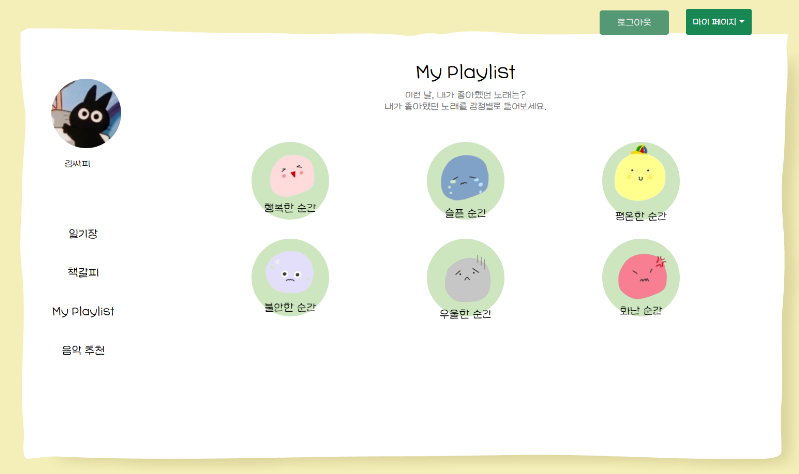 로그아웃
마이 페이지
My Playlist
이런 날, 내가 좋아했던 노래는?
내가 좋아했던 노래를 감정별로 들어보세요.
김싸피
일기장
책갈피
My Playlist
음악 추천
행복한 순간
슬픈 순간
평온한 순간
불안한 순간
우울한 순간
화난 순간